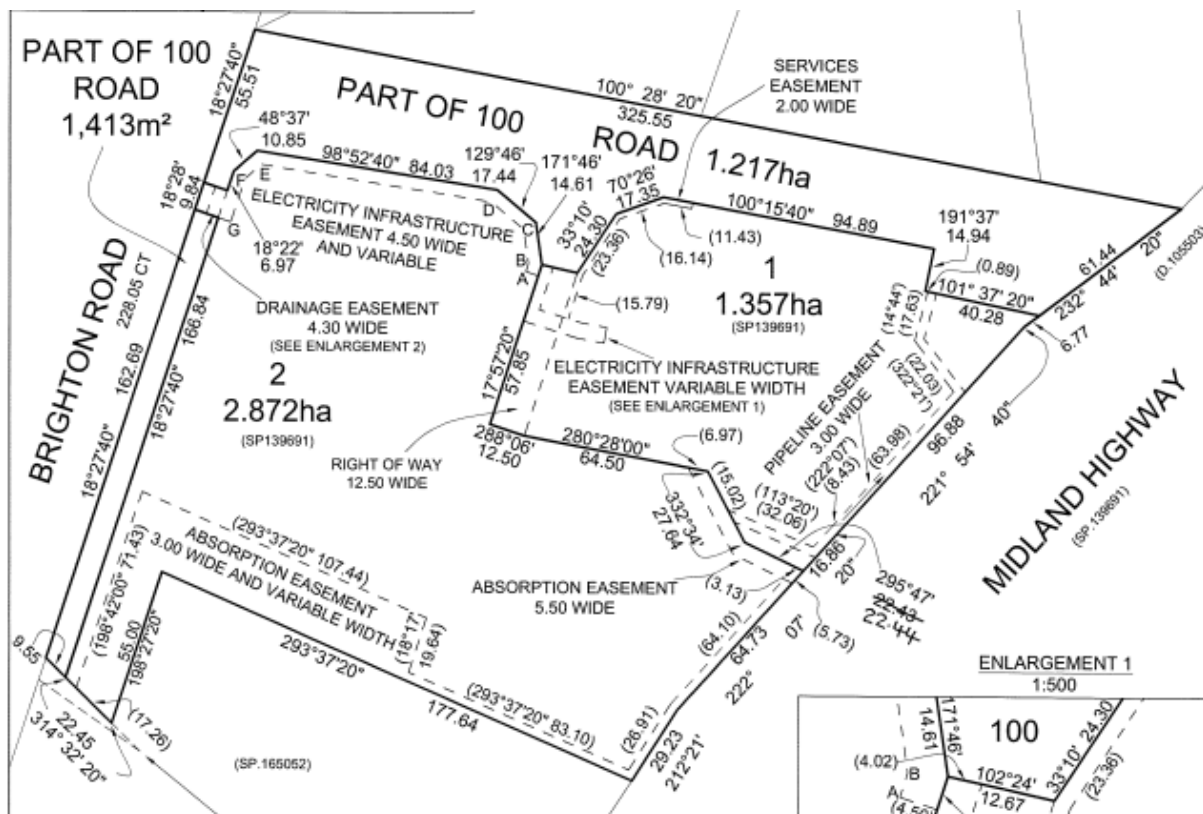 PART OF 100
ROAD
1,413m²
18°27'40"
55.51
48°37'
10.85
18°28'
9.84
PART OF 100
ROAD
1.217ha
100° 28' 20"
325.55
SERVICES
EASEMENT
2.00 WIDE
98°52'40" 84.03
129°46'
17.44
171°46'
14.61
33°10'
24.30
(23.36)
70°26'
17.35
100°15'40" 94.89
(11.43)
(16.14)
191°37'
14.94
(0.89)
101° 37' 20"
40.28
61.44
232° 44' 20"
(D.105503)
6.77
F
E
D
C
B
A
G
ELECTRICITY INFRASTRUCTURE
EASEMENT 4.50 WIDE
AND VARIABLE
18°22'
6.97
DRAINAGE EASEMENT
4.30 WIDE
(SEE ENLARGEMENT 2)
1
1.357ha
(SP139691)
(15.79)
ELECTRICITY INFRASTRUCTURE
EASEMENT VARIABLE WIDTH
(SEE ENLARGEMENT 1)
(14°44')
(17.63)
(22.03)
(322°21')
PIPELINE EASEMENT
3.00 WIDE
(222°07')
(8.43)
(63.98)
96.88
221° 54' 40"
MIDLAND HIGHWAY
(SP.139691)
BRIGHTON ROAD
228.05 CT
162.69
18°27'40"
166.84
18°27'40"
2
2.872ha
(SP139691)
17°57'20"
57.85
288°06'
12.50
280°28'00"
64.50
(6.97)
RIGHT OF WAY
12.50 WIDE
(15.02)
332°34'
27.64
(113°20')
(32.06)
ABSORPTION EASEMENT
5.50 WIDE
(3.13)
16.86
20"
295°47'
22.43
22.44
(5.73)
(64.10)
64.73
222° 07'
(293°37'20" 107.44)
ABSORPTION EASEMENT
3.00 WIDE AND VARIABLE WIDTH
(198°42'00" 71.43)
55.00
198°27'20"
(18°17')
19.64)
293°37'20"
177.64
(293°37'20" 83.10)
(26.91)
29.23
212°21'
9.55
22.45
314° 32' 20"
(17.26)
(SP.165052)
ENLARGEMENT 1
1:500
171°46'
14.61
100
33°10' 24.30
(23.36)
(4.02)
B
A
102°24'
12.67